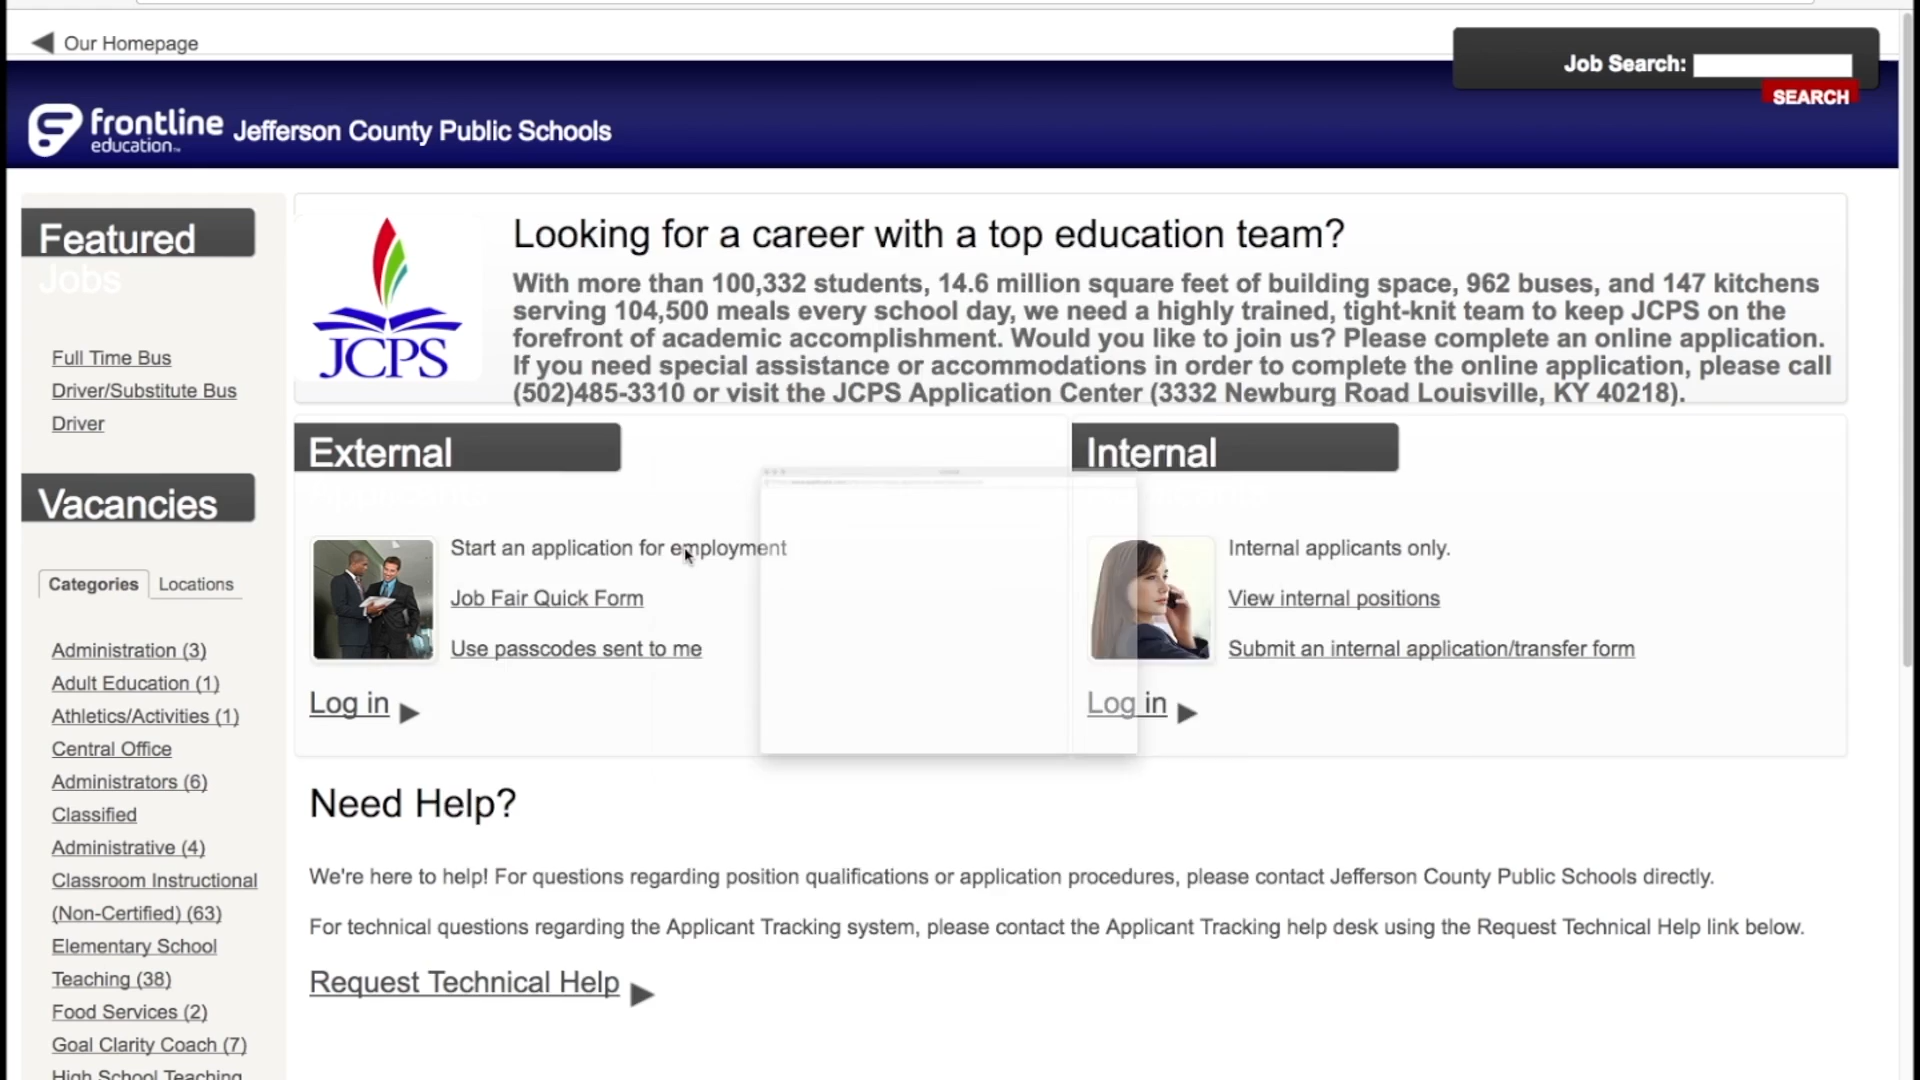 Our Homepage
Job Search:
SEARCH
frontline
education™
Jefferson County Public Schools
Featured
Jobs
Full Time Bus
Driver/Substitute Bus
Driver
Vacancies
Categories
Locations
Administration (3)
Adult Education (1)
Athletics/Activities (1)
Central Office
Administrators (6)
Classified
Administrative (4)
Classroom Instructional
(Non-Certified) (63)
Elementary School
Teaching (38)
Food Services (2)
Goal Clarity Coach (7)
High School Teaching
JCPS
Looking for a career with a top education team?
With more than 100,332 students, 14.6 million square feet of building space, 962 buses, and 147 kitchens
serving 104,500 meals every school day, we need a highly trained, tight-knit team to keep JCPS on the
forefront of academic accomplishment. Would you like to join us? Please complete an online application.
If you need special assistance or accommodations in order to complete the online application, please call
(502)485-3310 or visit the JCPS Application Center (3332 Newburg Road Louisville, KY 40218).
External
Start an application for employment
Job Fair Quick Form
Use passcodes sent to me
Log in
Internal
Internal applicants only.
View internal positions
Submit an internal application/transfer form
Log in
Need Help?
We're here to help! For questions regarding position qualifications or application procedures, please contact Jefferson County Public Schools directly.
For technical questions regarding the Applicant Tracking system, please contact the Applicant Tracking help desk using the Request Technical Help link below.
Request Technical Help